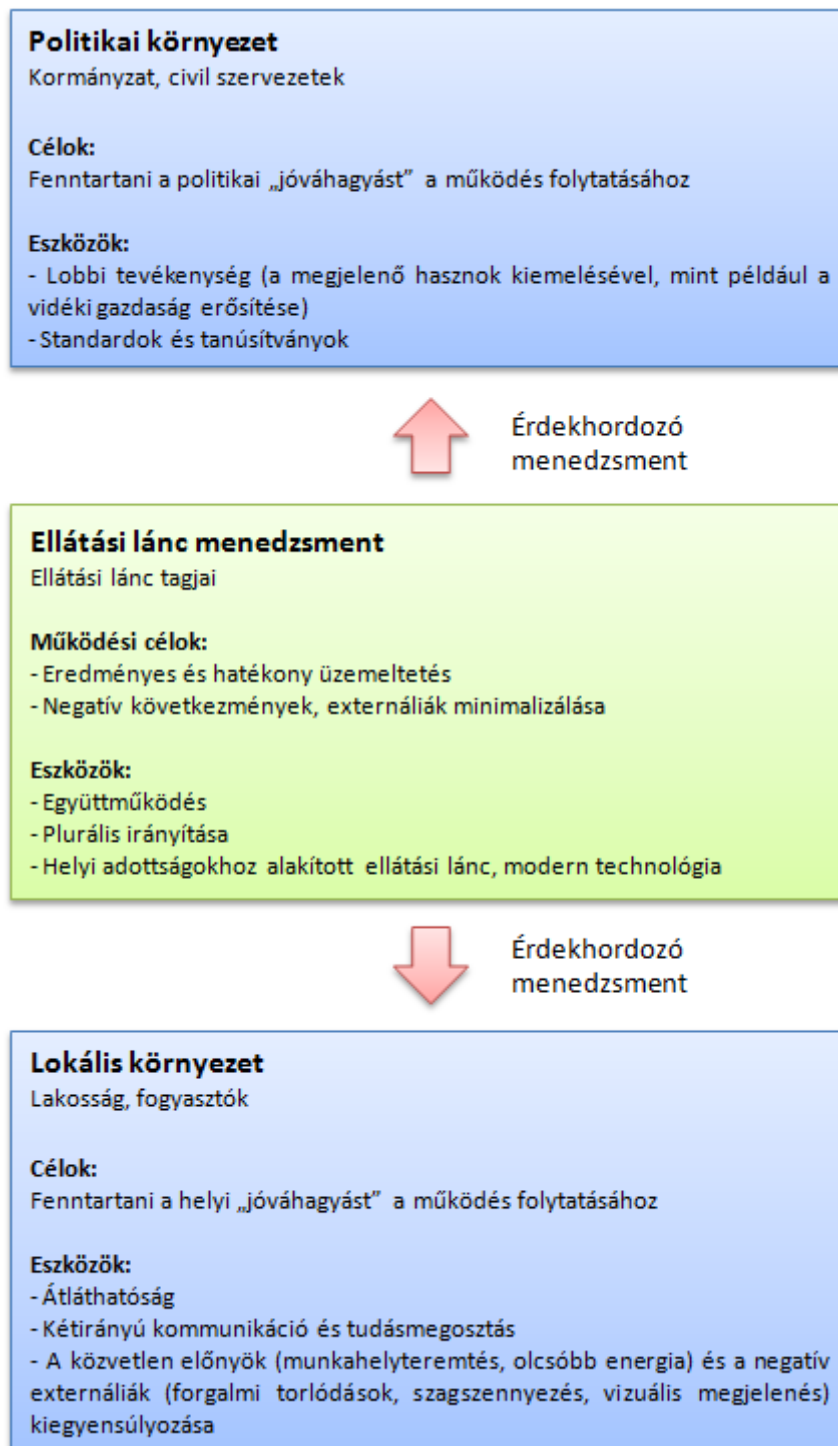 Politikai környezet
Kormányzat, civil szervezetek
Célok:
Fenntartani a politikai „jóváhagyást” a működés folytatásához
Eszközök:
- Lobbi tevékenység (a megjelenő hasznok kiemelésével, mint például a
vidéki gazdaság erősítése)
- Standardok és tanúsítványok
Érdekhordozó
menedzsment
Ellátási lánc menedzsment
Ellátási lánc tagjai
Működési célok:
- Eredményes és hatékony üzemeltetés
- Negatív következmények, externáliák minimalizálása
Eszközök:
- Együttműködés
- Plurális irányítása
- Helyi adottságokhoz alakított ellátási lánc, modern technológia
Érdekhordozó
menedzsment
Lokális környezet
Lakosság, fogyasztók
Célok:
Fenntartani a helyi „jóváhagyást” a működés folytatásához
Eszközök:
- Átláthatóság
- Kétirányú kommunikáció és tudásmegosztás
- A közvetlen előnyök (munkahelyteremtés, olcsóbb energia) és a negatív
externáliák (forgalmi torlódások, szagszennyezés, vizuális megjelenés)
kiegyensúlyozása